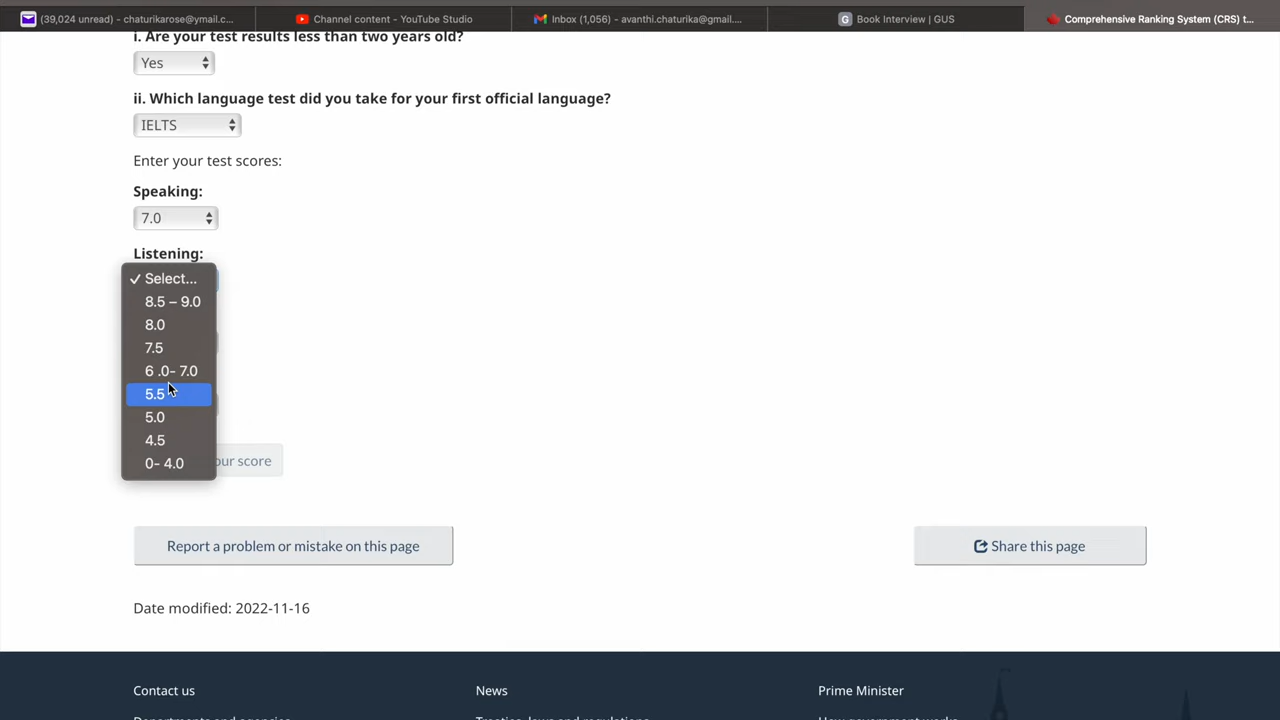 (39,024 unread) - chaturikarose@ymail.c...
Channel content - YouTube Studio
Inbox (1,056) - avanthi.chaturika@gmail....
G Book Interview | GUS
Comprehensive Ranking System (CRS) t...
i. Are your test results less than two years old?
Yes
ii. Which language test did you take for your first official language?
IELTS
Enter your test scores:
Speaking:
7.0
Listening:
✓ Select...
8.5 – 9.0
8.0
7.5
6 .0- 7.0
5.5
5.0
4.5
0- 4.0
our score
Report a problem or mistake on this page
Share this page
Date modified: 2022-11-16
Contact us
News
Prime Minister